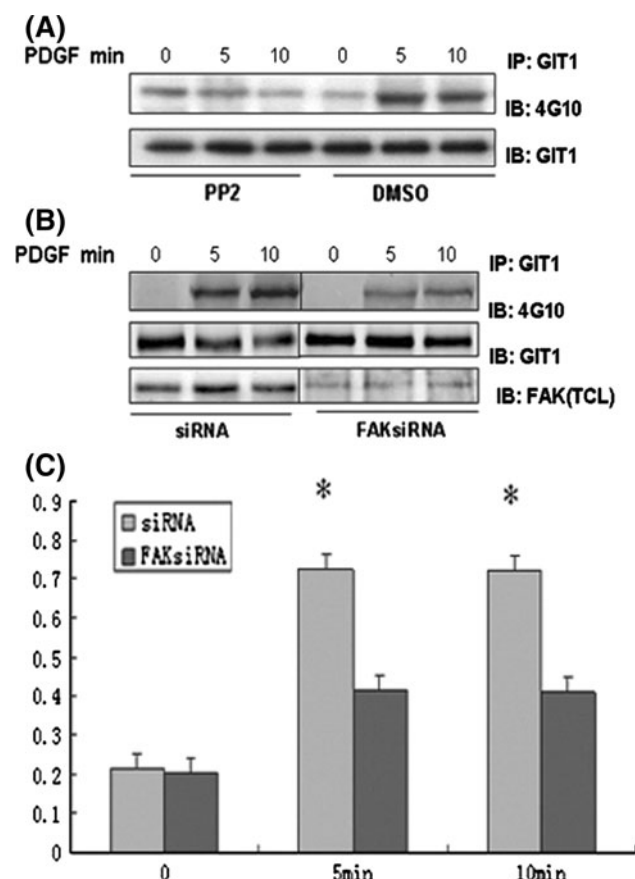 (A)
PDGF min 0 5 10 0 5 10 IP: GIT1
IB: 4G10
IB: GIT1
PP2 DMSO
(B)
PDGF min 0 5 10 0 5 10 IP: GIT1
IB: 4G10
IB: GIT1
IB: FAK(TCL)
siRNA FAKsiRNA
(C)
0.9
0.8
0.7
0.6
0.5
0.4
0.3
0.2
0.1
0
siRNA
FAKsiRNA
* *
0 5min 10min